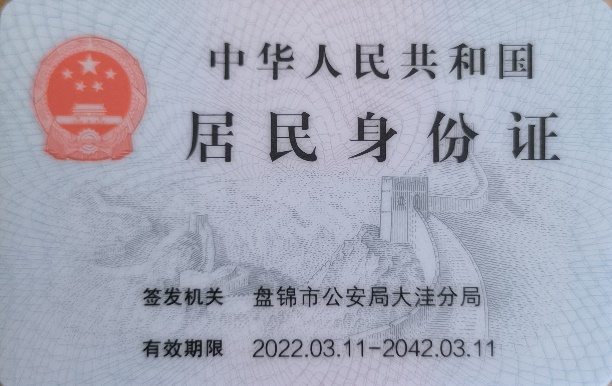 中华人民共和国
居民身份证
签发机关 盘锦市公安局大洼分局
有效期限 2022.03.11-2042.03.11